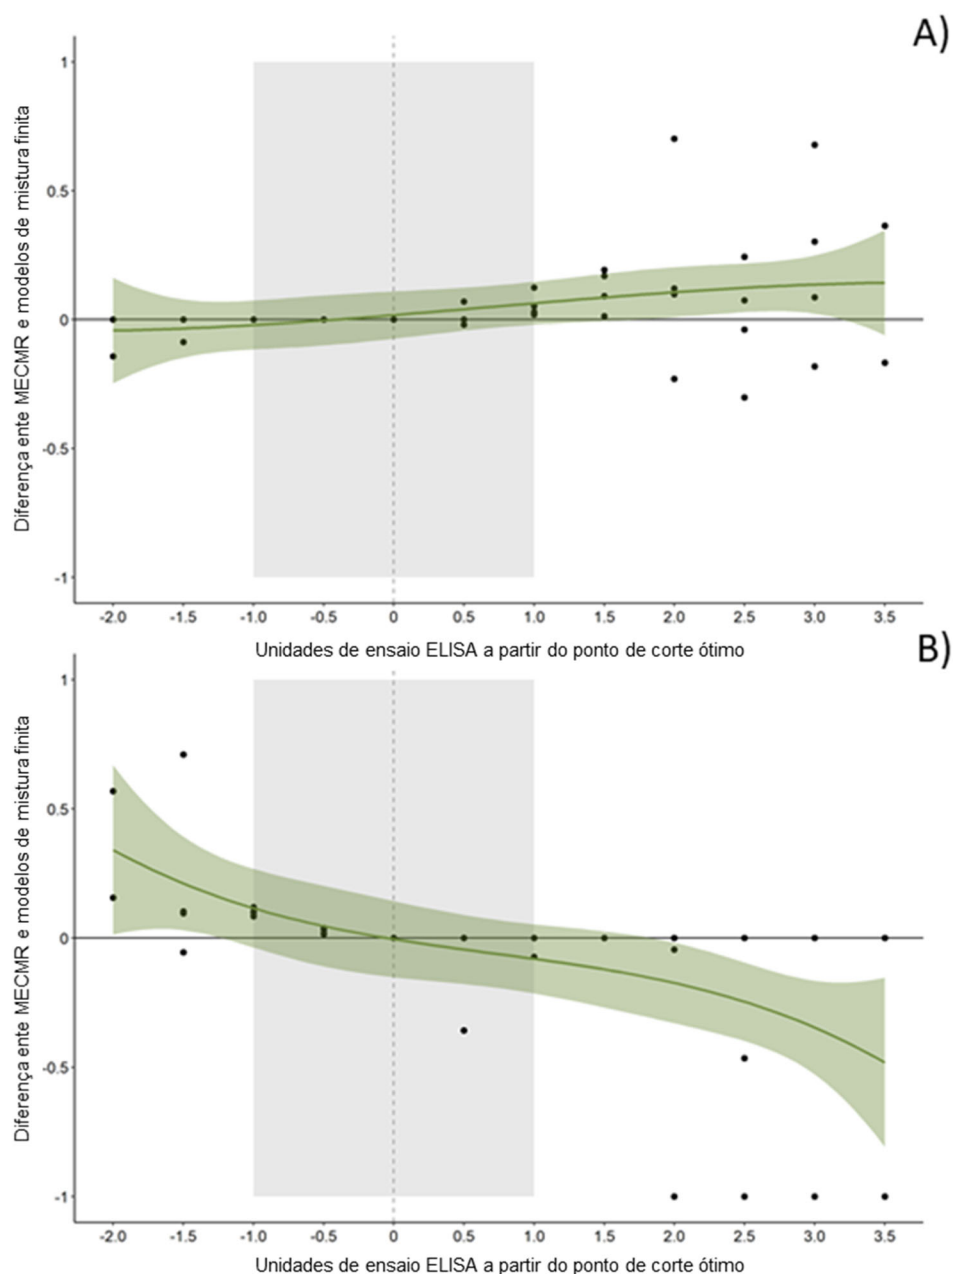 A)
Diferença ente MECMR e modelos de mistura finita
1
0.5
0
-0.5
-1
-2.0 -1.5 -1.0 -0.5 0 0.5 1.0 1.5 2.0 2.5 3.0 3.5
Unidades de ensaio ELISA a partir do ponto de corte ótimo
B)
Diferença ente MECMR e modelos de mistura finita
1
0.5
0
-0.5
-1
-2.0 -1.5 -1.0 -0.5 0 0.5 1.0 1.5 2.0 2.5 3.0 3.5
Unidades de ensaio ELISA a partir do ponto de corte ótimo